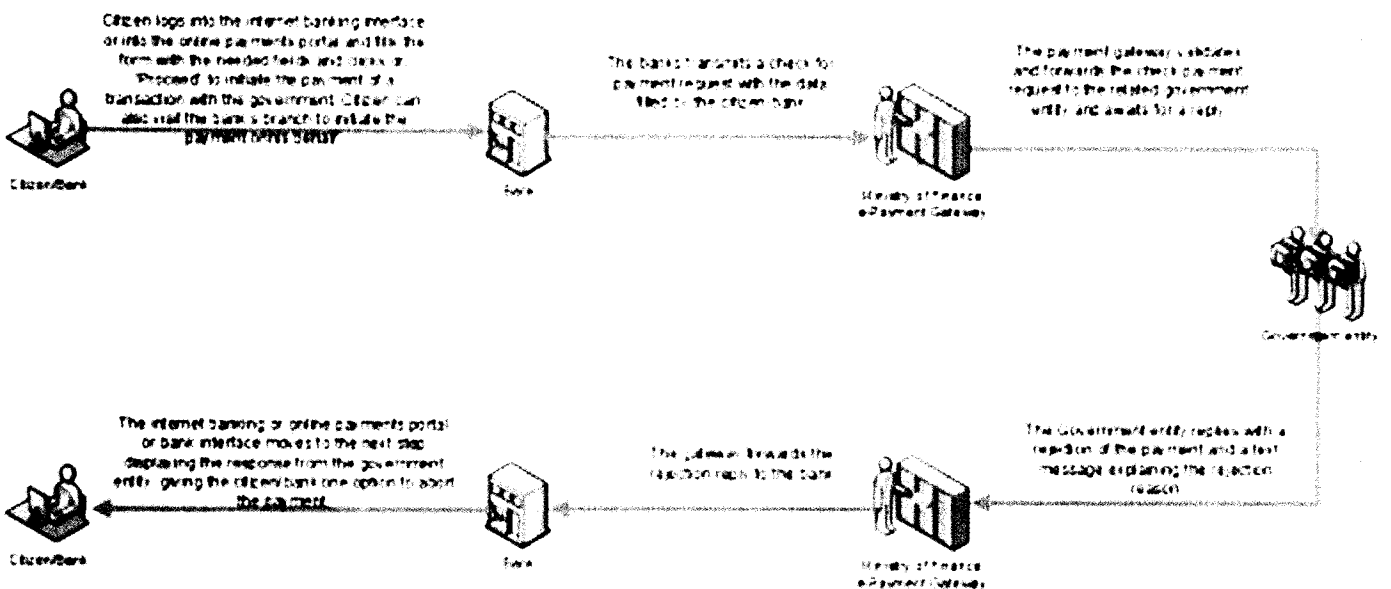 Citizen logs into the internet banking interface
or into the online payments portal and fills the
form with the needed fields and clicks on
'Proceed' to initiate the payment of a
transaction with the government. Citizen can
also visit the bank's branch to initiate the
payment on his behalf
Citizen/Bank
The banks transmits a check for
payment request with the data
filled by the citizen/bank
Bank
The payment gateway validates
and forwards the check payment
request to the related government
entity and awaits for a reply
Ministry of Finance
e-Payment Gateway
Government entity
The Government entity replies with a
rejection of the payment and a text
message explaining the rejection
reason
The gateway forwards the
rejection reply to the bank
Ministry of Finance
e-Payment Gateway
The internet banking or online payments portal
or bank interface moves to the next step
displaying the response from the government
entity, giving the citizen/bank one option to abort
the payment.
Bank
Citizen/Bank